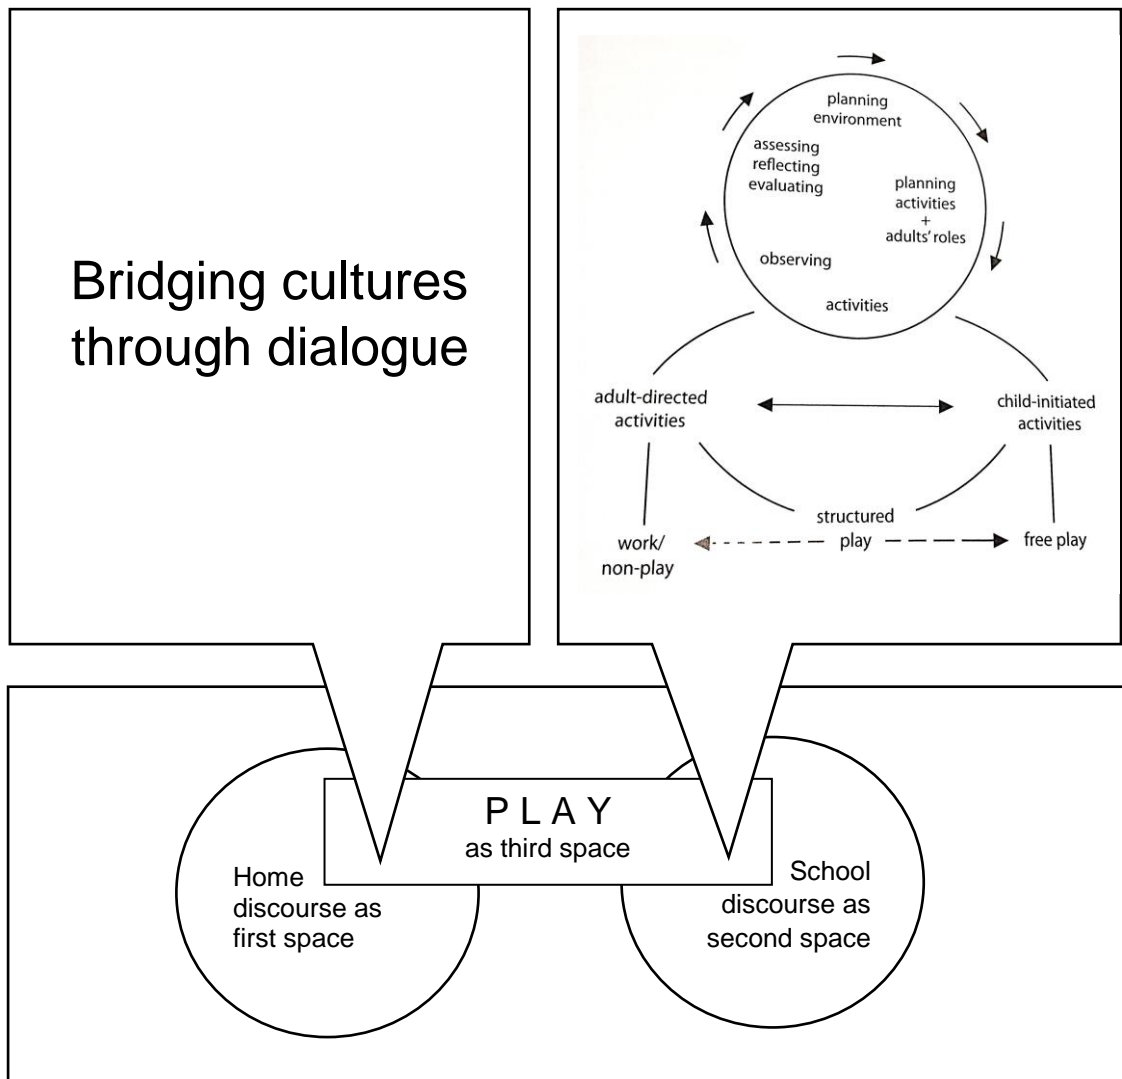 Bridging cultures
through dialogue
planning
environment
assessing
reflecting
evaluating
planning
activities
+
adults' roles
observing
activities
adult-directed
activities
child-initiated
activities
structured
play
work/
non-play
free play
P L A Y
as third space
Home
discourse as
first space
School
discourse as
second space